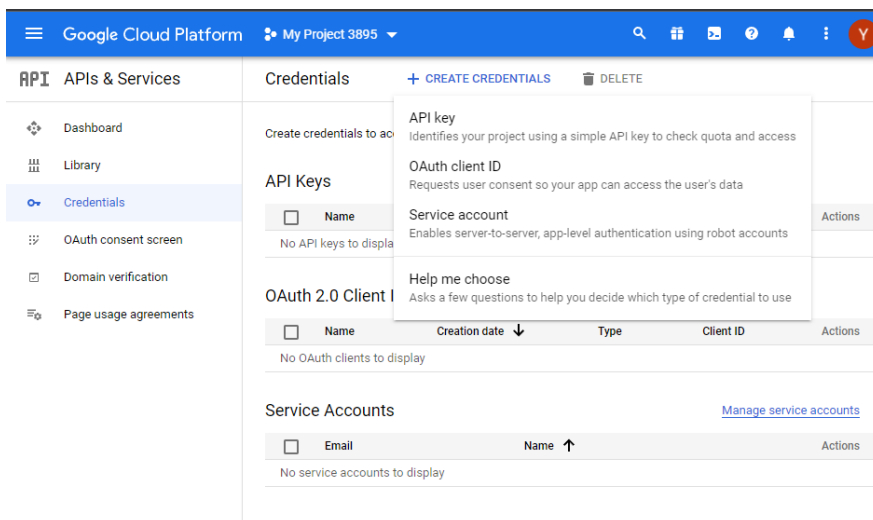 Google Cloud Platform My Project 3895 Y
API APIs & Services
Credentials + CREATE CREDENTIALS DELETE
Dashboard
Library
Credentials
OAuth consent screen
Domain verification
Page usage agreements
Create credentials to
API key
Identifies your project using a simple API key to check quota and access
OAuth client ID
Requests user consent so your app can access the user's data
Service account
Enables server-to-server, app-level authentication using robot accounts
Help me choose
Asks a few questions to help you decide which type of credential to use
API Keys
Name Actions
No API keys to displa
OAuth 2.0 Client I
Name Creation date Type Client ID Actions
No OAuth clients to display
Service Accounts Manage service accounts
Email Name Actions
No service accounts to display